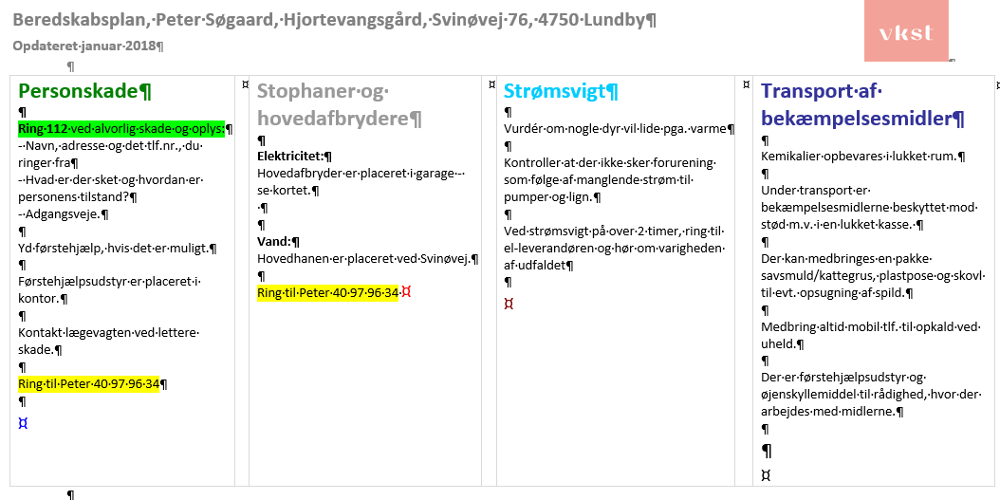 Beredskabsplan, Peter Søgaard, Hjortevangsgård, Svinøvej 76, 4750 Lundby¶
Opdateret januar 2018¶
vkst
¶
Personskade¶
¶
Ring 112 ved alvorlig skade og oplys:¶
- Navn, adresse og det tlf.nr., du
ringer fra¶
- Hvad er der sket og hvordan er
personens tilstand?¶
- Adgangsveje.¶
¶
Yd førstehjælp, hvis det er muligt.¶
¶
Førstehjælpsudstyr er placeret i
kontor.¶
¶
Kontakt lægevagten ved lettere
skade.¶
¶
Ring til Peter 40 97 96 34¶
¶
¤
¤
Stophaner og
hovedafbrydere¶
¶
Elektricitet:¶
Hovedafbryder er placeret i garage -
se kortet.¶
¶
¶
Vand:¶
Hovedhanen er placeret ved Svinøvej.¶
¶
Ring til Peter 40 97 96 34 ¤
¤
Strømsvigt¶
¶
Vurdér om nogle dyr vil lide pga. varme¶
¶
Kontroller at der ikke sker forurening
som følge af manglende strøm til
pumper og lign.¶
¶
Ved strømsvigt på over 2 timer, ring til
el-leverandøren og hør om varigheden
af udfaldet¶
¶
¤
¤
Transport af
bekæmpelsesmidler¶
¶
Kemikalier opbevares i lukket rum.¶
¶
Under transport er
bekæmpelsesmidlerne beskyttet mod
stød m.v. i en lukket kasse. ¶
¶
Der kan medbringes en pakke
savsmuld/kattegrus, plastpose og skovl
til evt. opsugning af spild.¶
¶
Medbring altid mobil tlf. til opkald ved
uheld.¶
¶
Der er førstehjælpsudstyr og
øjenskyllemiddel til rådighed, hvor der
arbejdes med midlerne.¶
¶
¶
¤
¶